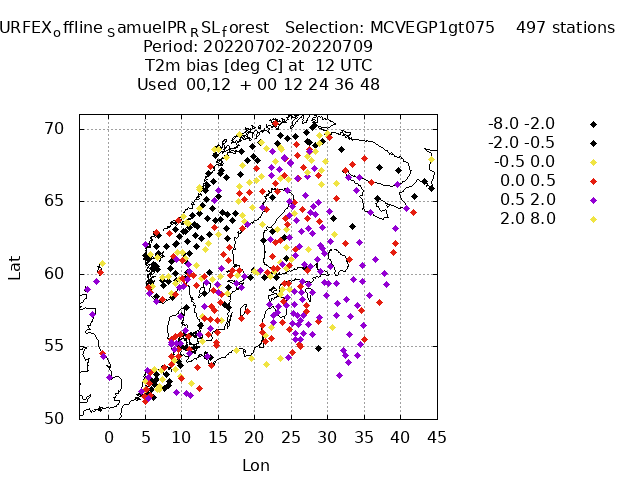 URFEXoffline SamuelPRRSLforest Selection: MCVEGP1gt075 497 stations
Period: 20220702-20220709
T2m bias [deg C] at 12 UTC
Used 00,12 + 00 12 24 36 48
-8.0 -2.0
-2.0 -0.5
-0.5 0.0
0.0 0.5
0.5 2.0
2.0 8.0
70
65
60
55
50
Lat
0 5 10 15 20 25 30 35 40 45
Lon